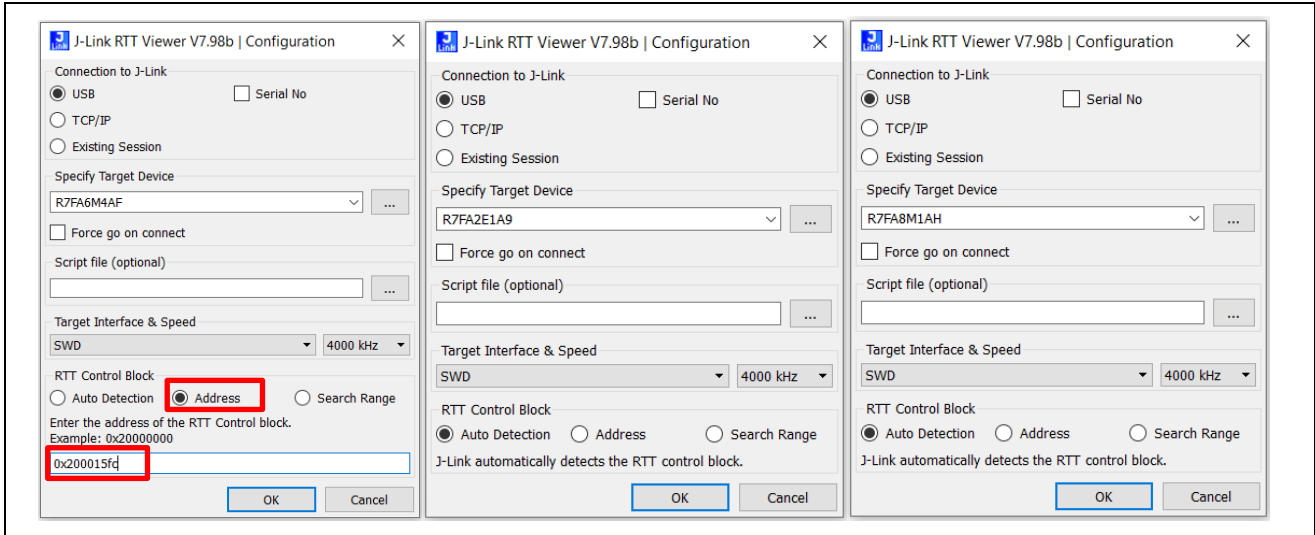 J-Link RTT Viewer V7.98b | Configuration
Connection to J-Link
USB Serial No
TCP/IP
Existing Session
Specify Target Device
R7FA6M4AF ...
Force go on connect
Script file (optional)
...
Target Interface & Speed
SWD 4000 kHz
RTT Control Block
Auto Detection Address Search Range
Enter the address of the RTT Control block.
Example: 0x20000000
0x200015fc
OK Cancel
J-Link RTT Viewer V7.98b | Configuration
Connection to J-Link
USB Serial No
TCP/IP
Existing Session
Specify Target Device
R7FA2E1A9 ...
Force go on connect
Script file (optional)
...
Target Interface & Speed
SWD 4000 kHz
RTT Control Block
Auto Detection Address Search Range
J-Link automatically detects the RTT control block.
OK Cancel
J-Link RTT Viewer V7.98b | Configuration
Connection to J-Link
USB Serial No
TCP/IP
Existing Session
Specify Target Device
R7FA8M1AH ...
Force go on connect
Script file (optional)
...
Target Interface & Speed
SWD 4000 kHz
RTT Control Block
Auto Detection Address Search Range
J-Link automatically detects the RTT control block.
OK Cancel